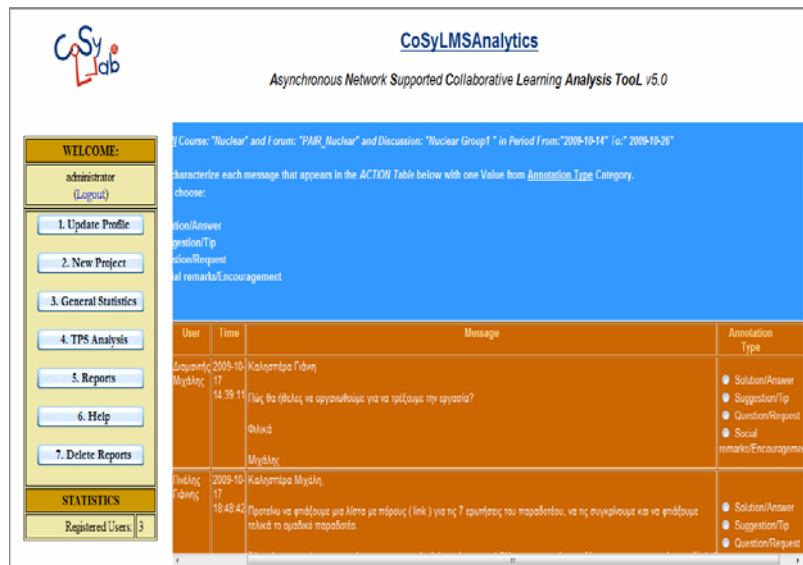 CoSy
Lab
CoSyLMSAnalytics
Asynchronous Network Supported Collaborative Learning Analysis TooL v5.0
WELCOME:
administrator
(Logout)
1. Update Profile
2. New Project
3. General Statistics
4. TPS Analysis
5. Reports
6. Help
7. Delete Reports
STATISTICS
Registered Users: 3
Course: "Nuclear" and Forum: "PAIR_Nuclear" and Discussion: "Nuclear Group1 " in Period From:"2009-10-14" To:" 2009-10-26"
characterize each message that appears in the ACTION Table below with one Value from Annotation Type Category.
choose:
tion/Answer
gestion/Tip
stion/Request
ial remarks/Encouragement
User Time Message Annotation
Type
Διαμαντής 2009-10- Καλησπέρα Γιάνη
Μιχάλης 17
14:39:11 Πώς θα ήθελες να οργανωθούμε για να τρέξουμε την εργασία?
Φιλικά
Μιχάλης
Solution/Answer
Suggestion/Tip
Question/Request
Social
remarks/Encourageme
Πινέλης 2009-10- Καλησπέρα Μιχάλη,
Γιάννης 17
18:48:42 Προτείνω να φτιάξουμε μια λίστα με πόρους ( link ) για τις 7 ερωτήσεις του παραδοτέου, να τις συγκρίνουμε και να φτιάξουμε
τελικά το ομαδικό παραδοτέο.
Solution/Answer
Suggestion/Tip
Question/Request